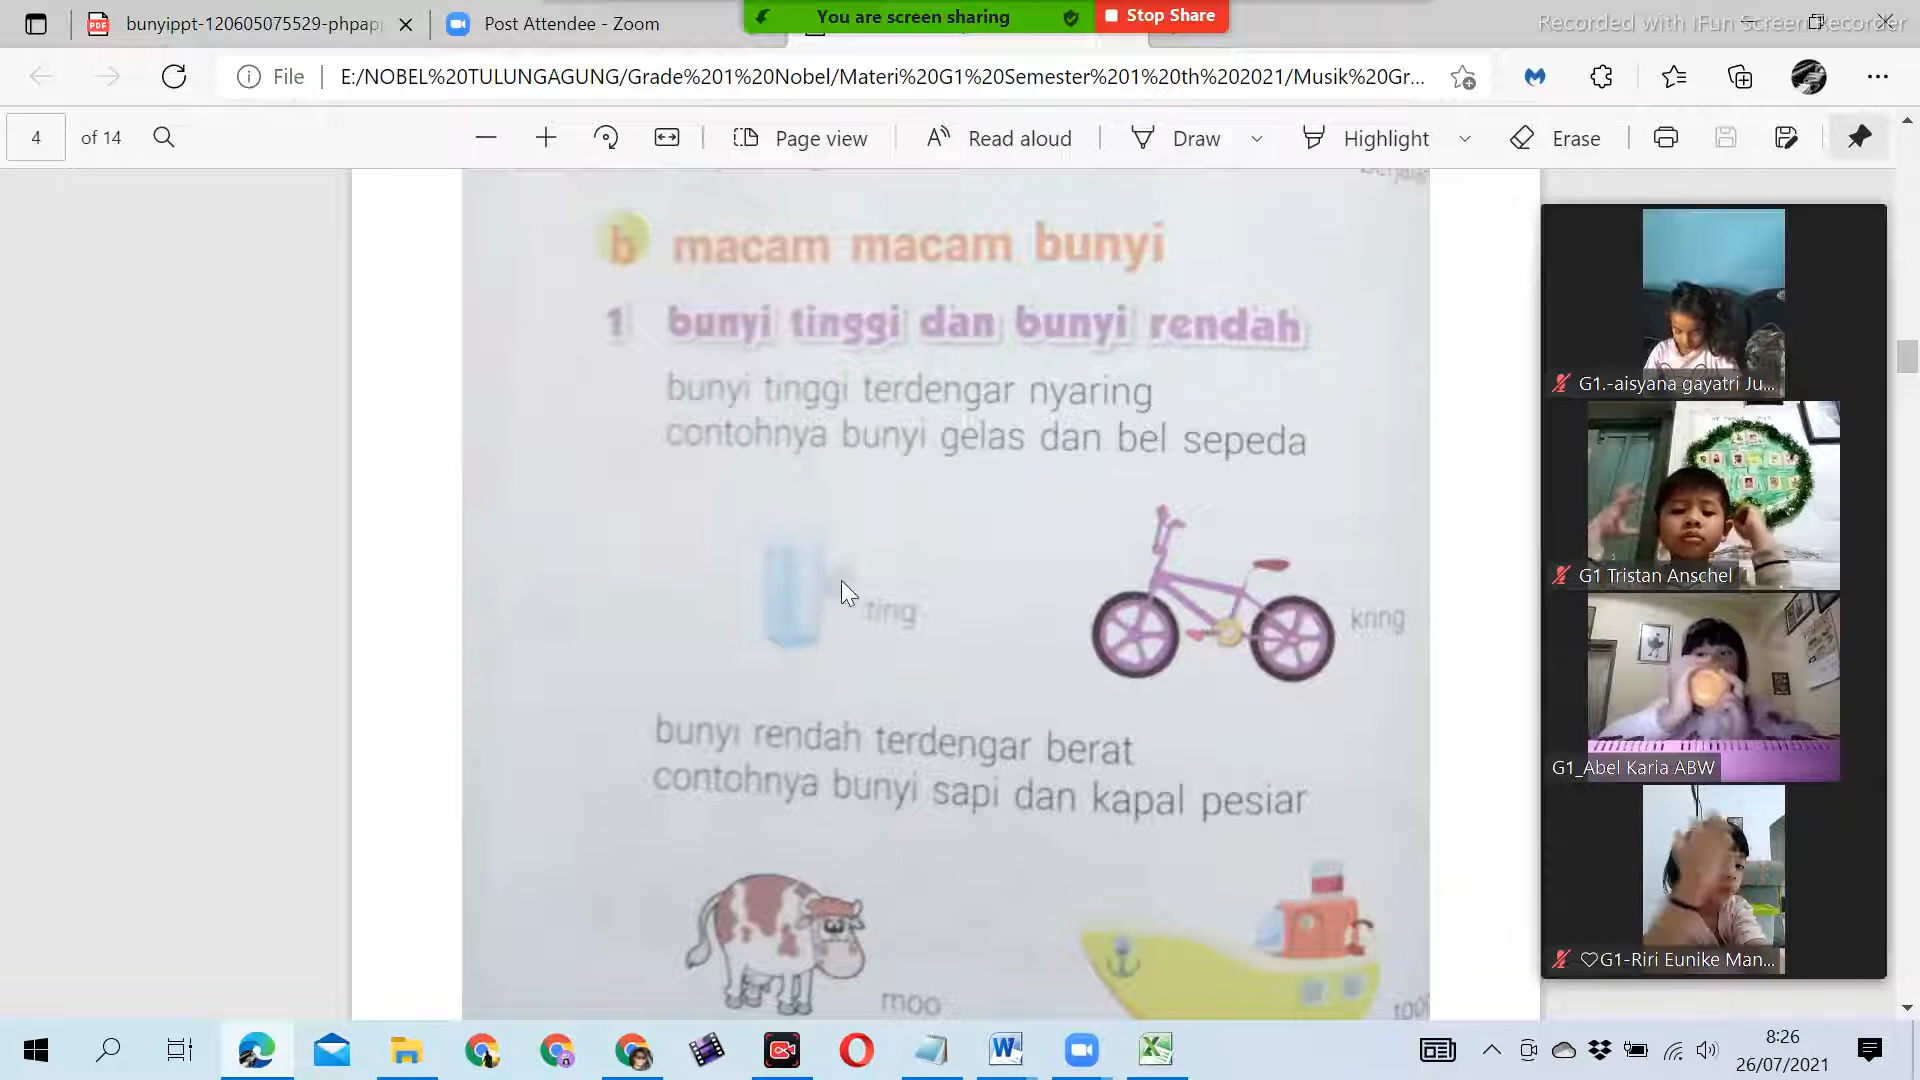 bunyippt-120605075529-phpap
Post Attendee - Zoom
You are screen sharing
Stop Share
Recorded with iFun Screen Recorder
File
E:/NOBEL%20TULUNGAGUNG/Grade%201%20Nobel/Materi%20G1%20Semester%201%20th%202021/Musik%20Gr...
4
of 14
Page view
Read aloud
Draw
Highlight
Erase
b macam macam bunyi
1 bunyi tinggi dan bunyi rendah
bunyi tinggi terdengar nyaring
contohnya bunyi gelas dan bel sepeda
ting
kring
bunyi rendah terdengar berat
contohnya bunyi sapi dan kapal pesiar
moo
G1.-aisyana gayatri Ju...
G1 Tristan Anschel
G1_Abel Karia ABW
♡G1-Riri Eunike Man...
8:26
26/07/2021